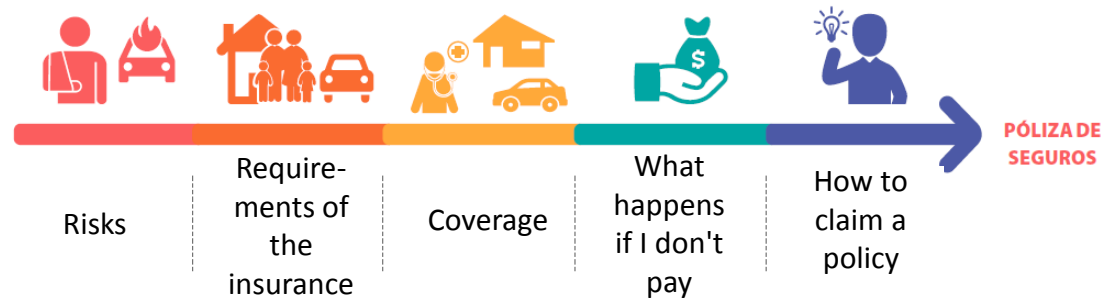 $
PÓLIZA DE
SEGUROS
Risks
Require-
ments of
the
insurance
Coverage
What
happens
if I don't
pay
How to
claim a
policy